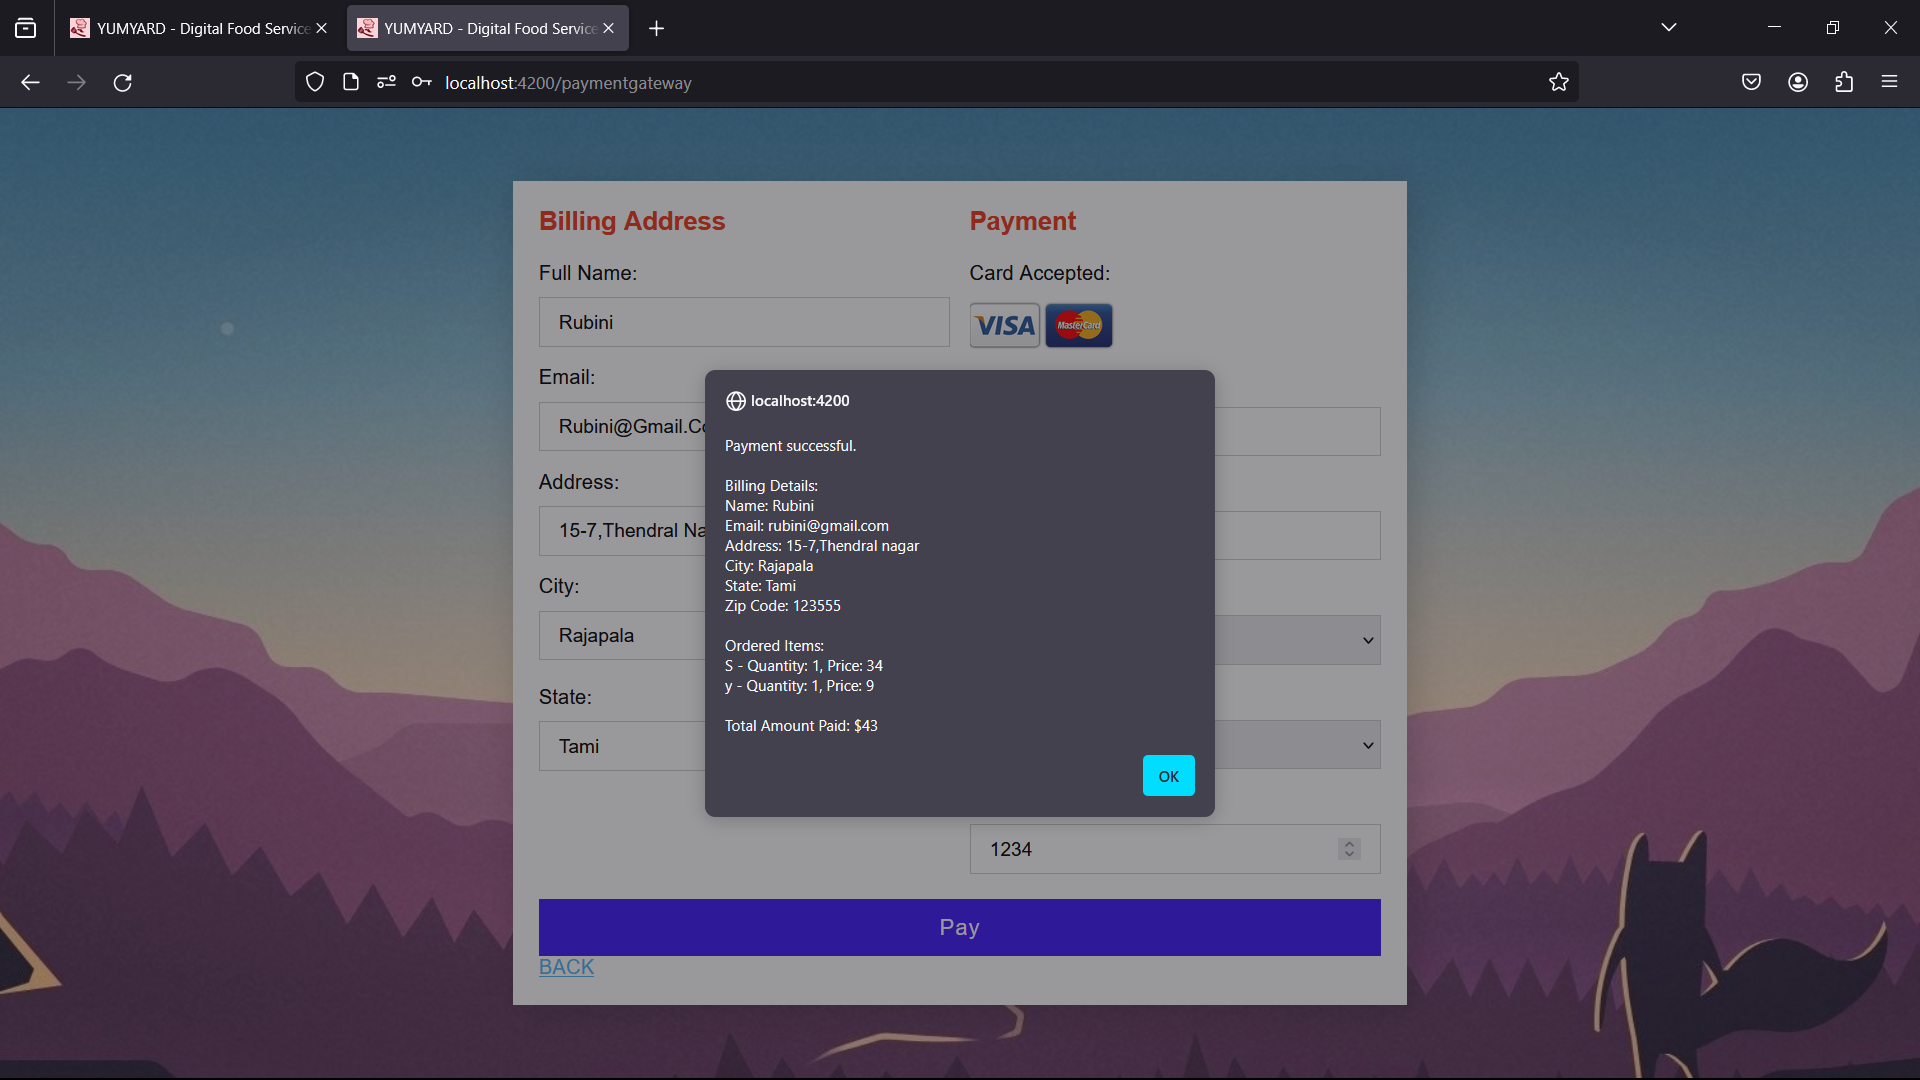 YUMYARD - Digital Food Service
YUMYARD - Digital Food Service
localhost:4200/paymentgateway
Billing Address
Payment
Full Name:
Card Accepted:
Rubini
VISA
MasterCard
Email:
Rubini@Gmail.Co
Address:
15-7,Thendral Na
City:
Rajapala
State:
Tami
localhost:4200
Payment successful.
Billing Details:
Name: Rubini
Email: rubini@gmail.com
Address: 15-7,Thendral nagar
City: Rajapala
State: Tami
Zip Code: 123555
Ordered Items:
S - Quantity: 1, Price: 34
y - Quantity: 1, Price: 9
Total Amount Paid: $43
OK
1234
Pay
BACK